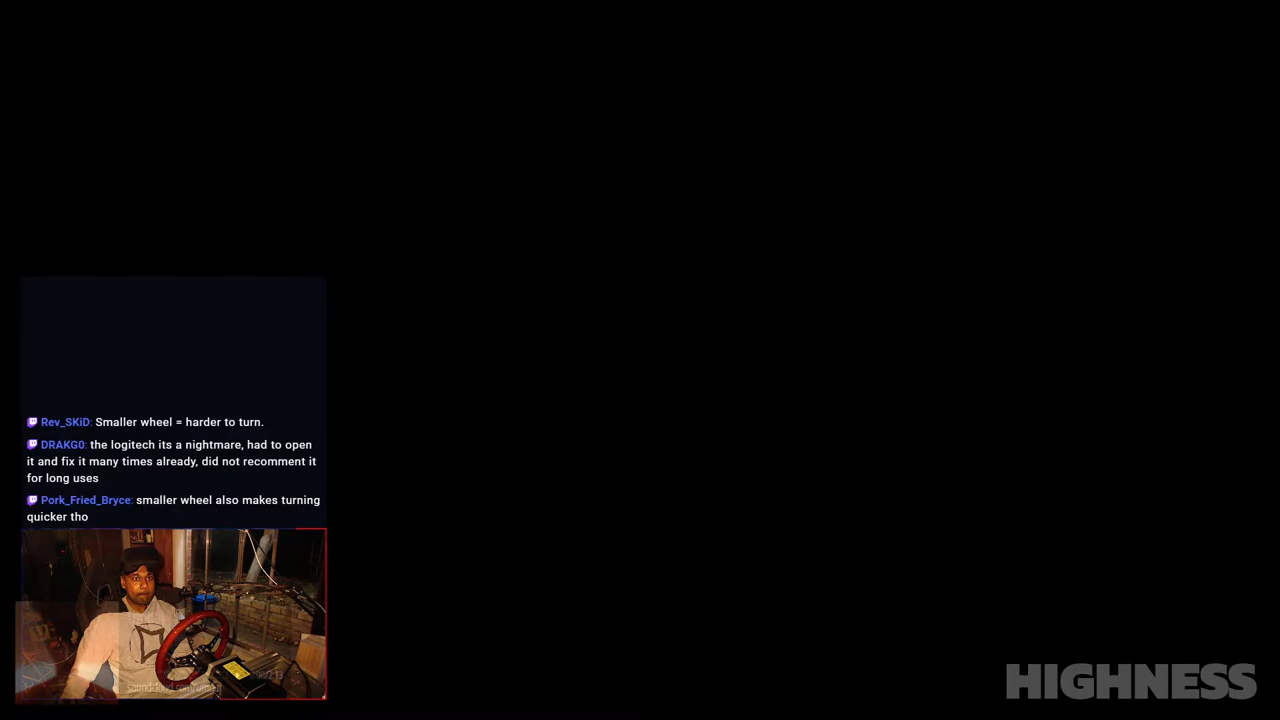 Rev_SKiD: Smaller wheel = harder to turn.
DRAKG0: the logitech its a nightmare, had to open
it and fix it many times already, did not recomment it
for long uses
Pork_Fried_Bryce: smaller wheel also makes turning
quicker tho
HIGHNESS